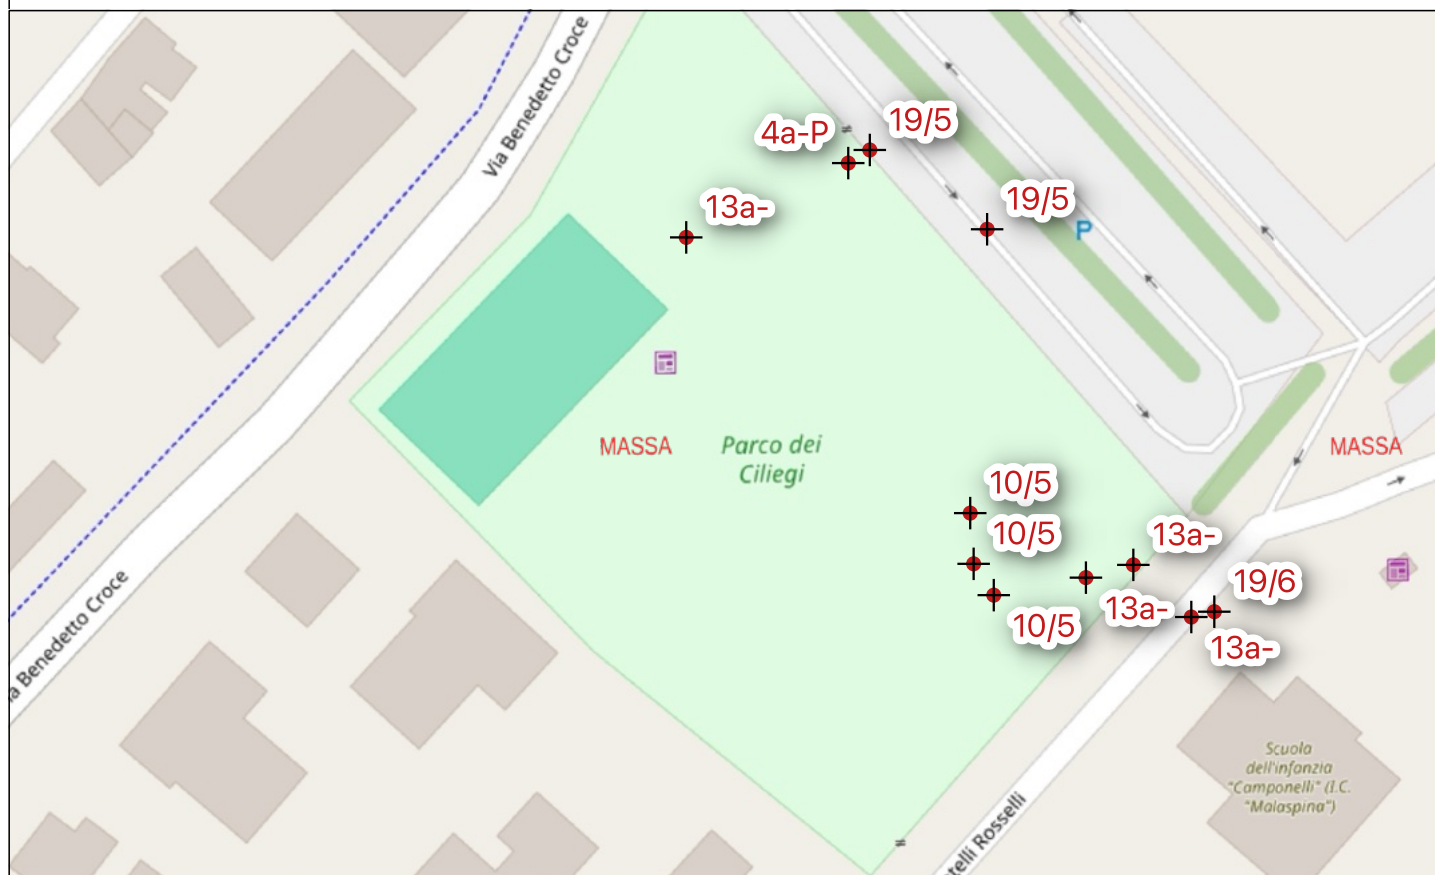 Via Benedetto Croce
4a-P
19/5
13a-
19/5
P
MASSA
Parco dei
Ciliegi
MASSA
10/5
10/5
13a-
10/5
13a-
19/6
13a-
a Benedetto Croce
Scuola
dell'infanzia
"Camponelli" (I.C.
"Malaspina")
telli Rosselli